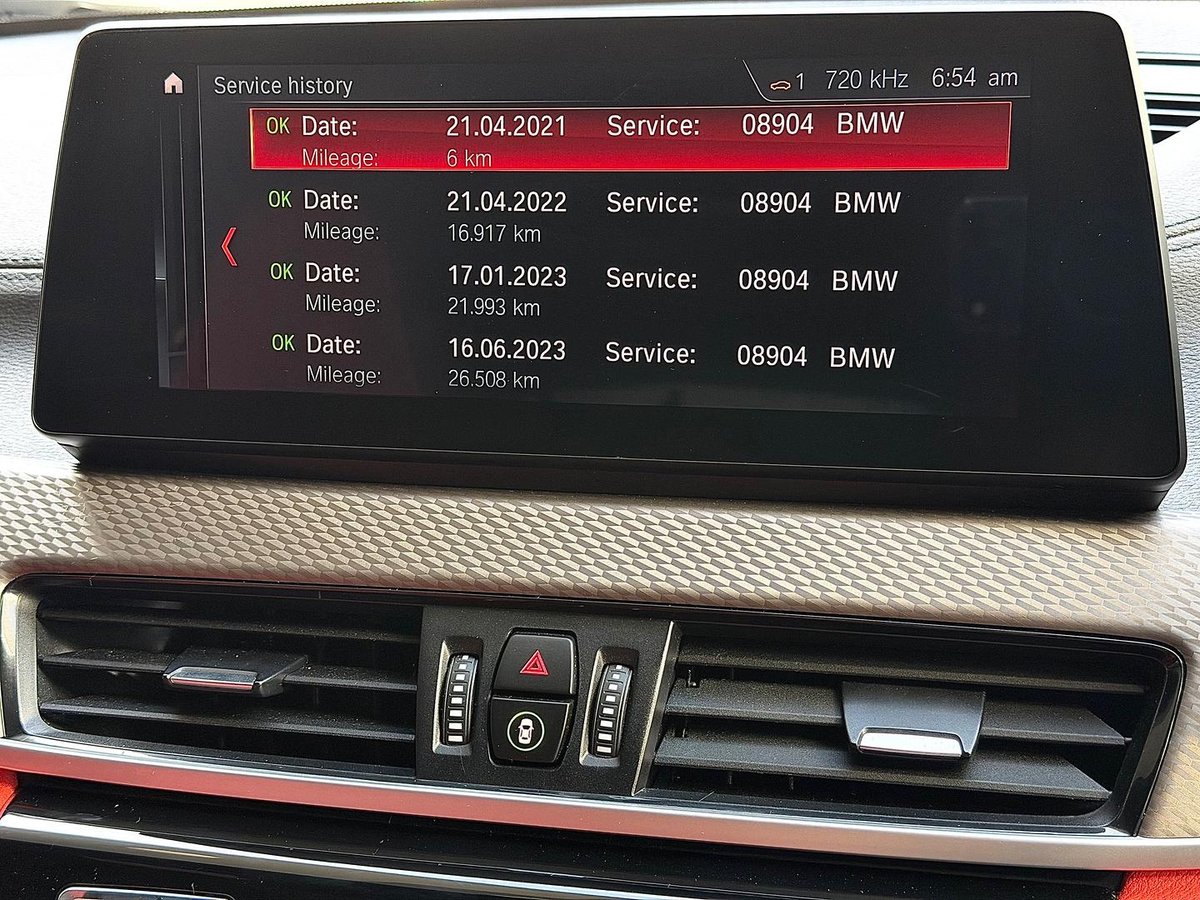 Service history 1 720 kHz 6:54 am
OK Date: 21.04.2021 Service: 08904 BMW
Mileage: 6 km
OK Date: 21.04.2022 Service: 08904 BMW
Mileage: 16.917 km
OK Date: 17.01.2023 Service: 08904 BMW
Mileage: 21.993 km
OK Date: 16.06.2023 Service: 08904 BMW
Mileage: 26.508 km